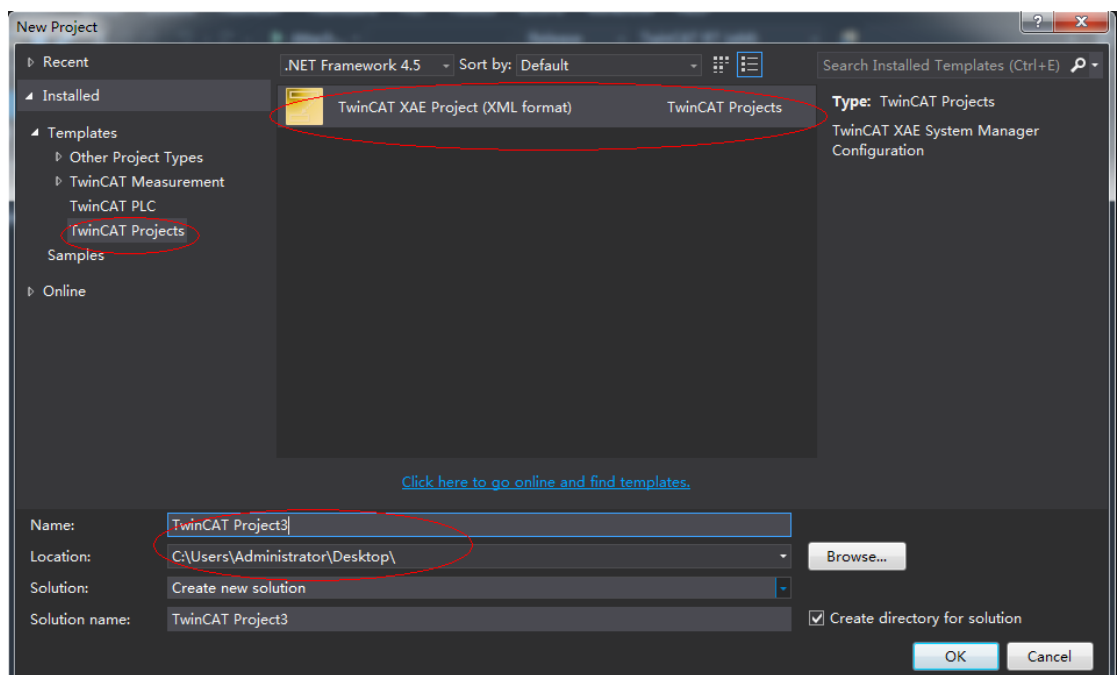 New Project
Recent
.NET Framework 4.5 Sort by: Default
Search Installed Templates (Ctrl+E)
Installed
Templates
Other Project Types
TwinCAT Measurement
TwinCAT PLC
TwinCAT Projects
Samples
Online
TwinCAT XAE Project (XML format) TwinCAT Projects
Type: TwinCAT Projects
TwinCAT XAE System Manager
Configuration
Click here to go online and find templates.
Name: TwinCAT Project3
Location: C:\Users\Administrator\Desktop\ Browse...
Solution: Create new solution
Solution name: TwinCAT Project3 Create directory for solution
OK Cancel